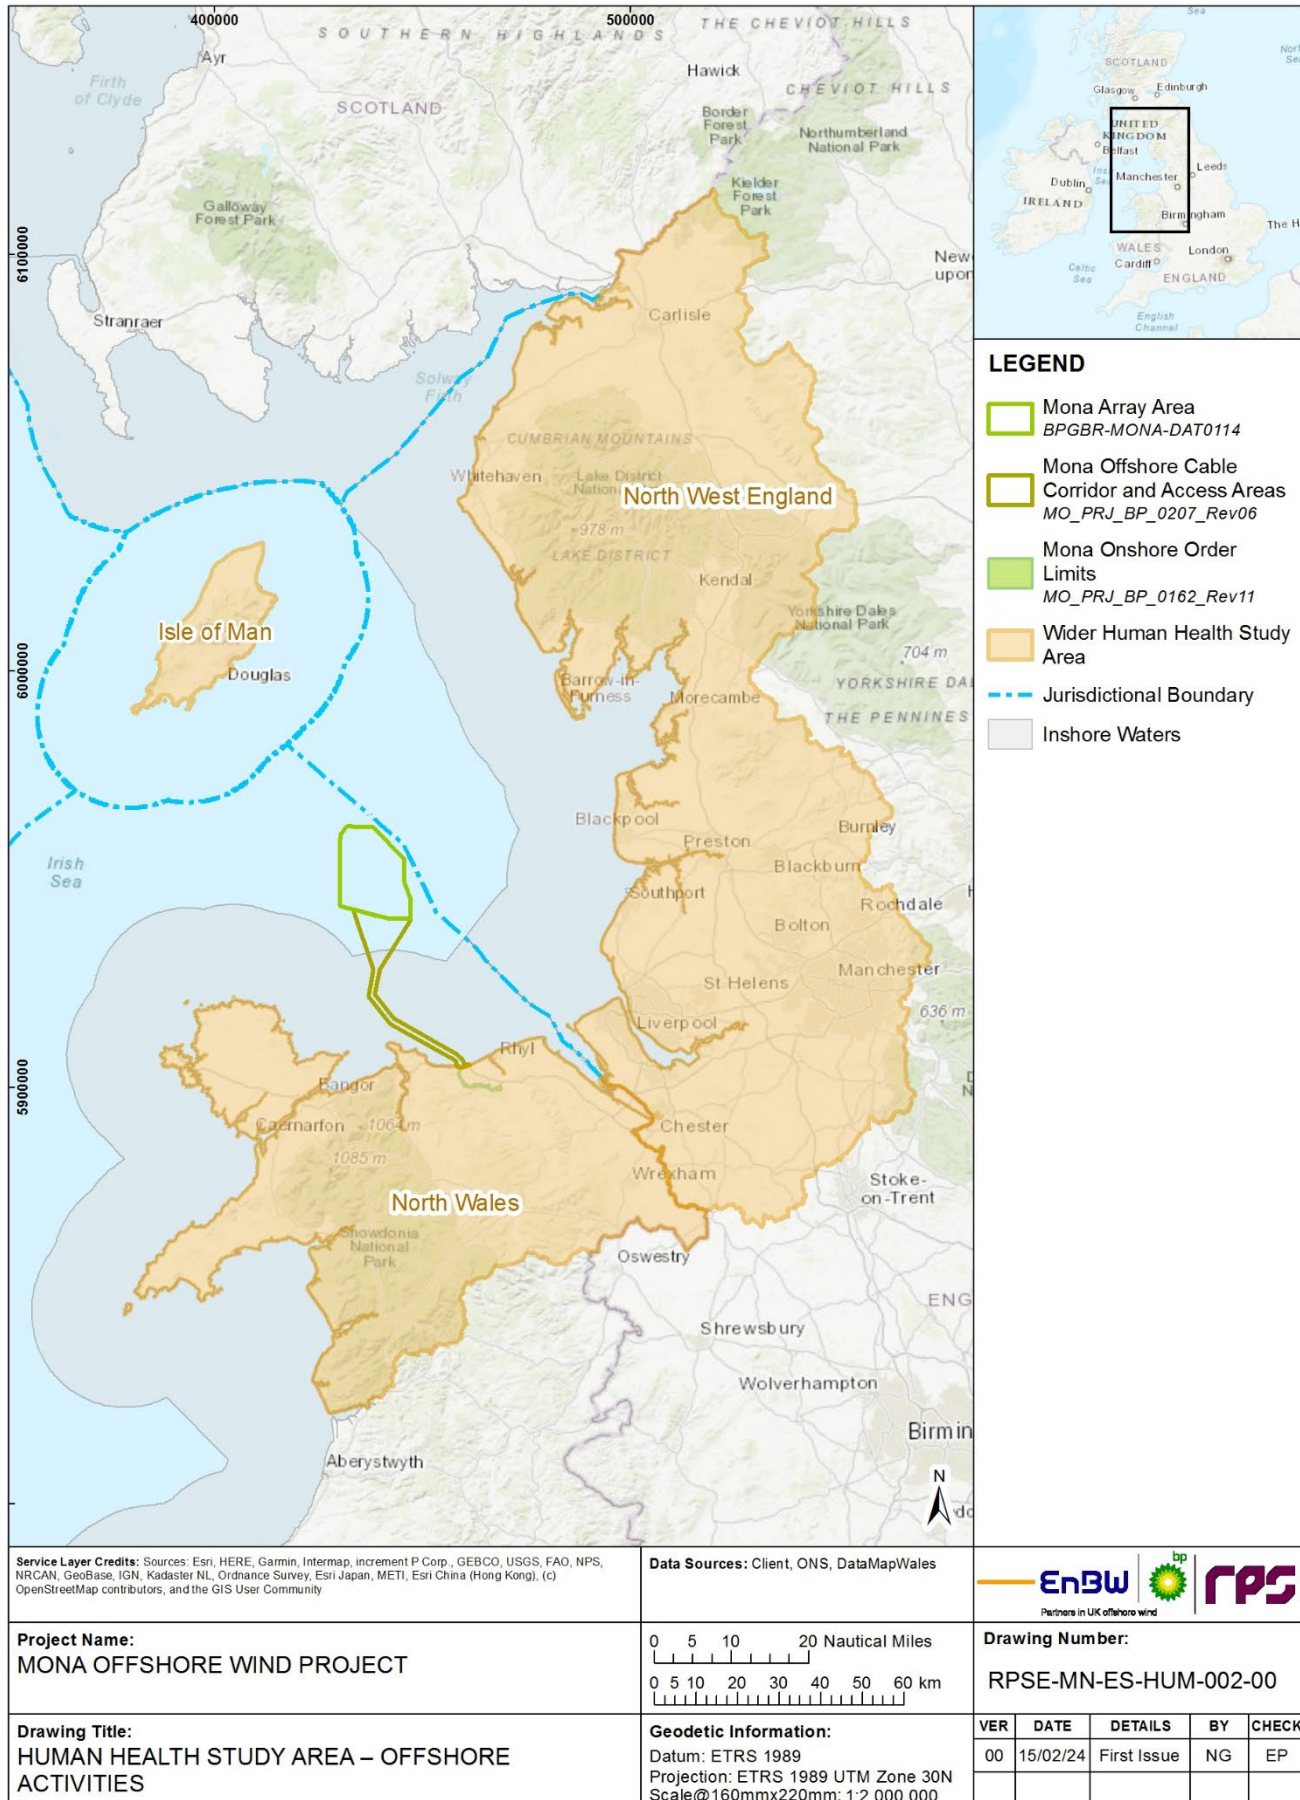 400000
500000
6100000
6000000
5900000
SOUTHERN HIGHLANDS
THE CHEVIOT HILLS
Ayr
Firth
of Clyde
SCOTLAND
Hawick
CHEVIOT HILLS
Border
Forest
Park
Northumberland
National Park
Kielder
Forest
Park
Galloway
Forest Park
New
upon
Stranraer
Carlisle
Solway
Firth
CUMBRIAN MOUNTAINS
Whitehaven
Lake District
North West England
978 m
LAKE DISTRICT
Kendal
Isle of Man
Douglas
Yorkshire Dales
National Park
704 m
YORKSHIRE DA
THE PENNINES
Barrow-in-
Furness
Morecambe
Blackpool
Preston
Burnley
Blackburn
Irish
Sea
Southport
Rochdale
Bolton
St Helens
Manchester
636 m
Liverpool
Rhyl
Bangor
Caernarfon
1064 m
1085 m
Chester
Wrexham
North Wales
Snowdonia
National
Park
Stoke-
on-Trent
Oswestry
ENG
Shrewsbury
Wolverhampton
Birmin
Aberystwyth
N
Sea
SCOTLAND
Glasgow
Edinburgh
UNITED
KINGDOM
Belfast
Leeds
Dublin
Manchester
IRELAND
Birmingham
The H
WALES
London
Cardiff
Celtic
Sea
ENGLAND
English
Channel
LEGEND
Mona Array Area
BPGBR-MONA-DAT0114
Mona Offshore Cable
Corridor and Access Areas
MO_PRJ_BP_0207_Rev06
Mona Onshore Order
Limits
MO_PRJ_BP_0162_Rev11
Wider Human Health Study
Area
Jurisdictional Boundary
Inshore Waters
Service Layer Credits: Sources: Esri, HERE, Garmin, Intermap, increment P Corp., GEBCO, USGS, FAO, NPS,
NRCAN, GeoBase, IGN, Kadaster NL, Ordnance Survey, Esri Japan, METI, Esri China (Hong Kong), (c)
OpenStreetMap contributors, and the GIS User Community
Data Sources: Client, ONS, DataMapWales
EnBW
bp
rps
Partners in UK offshore wind
Project Name:
MONA OFFSHORE WIND PROJECT
0 5 10 20 Nautical Miles
0 5 10 20 30 40 50 60 km
Drawing Number:
RPSE-MN-ES-HUM-002-00
Drawing Title:
HUMAN HEALTH STUDY AREA – OFFSHORE
ACTIVITIES
Geodetic Information:
Datum: ETRS 1989
Projection: ETRS 1989 UTM Zone 30N
Scale@160mmx220mm: 1:2,000,000
VER DATE DETAILS BY CHECK
00 15/02/24 First Issue NG EP